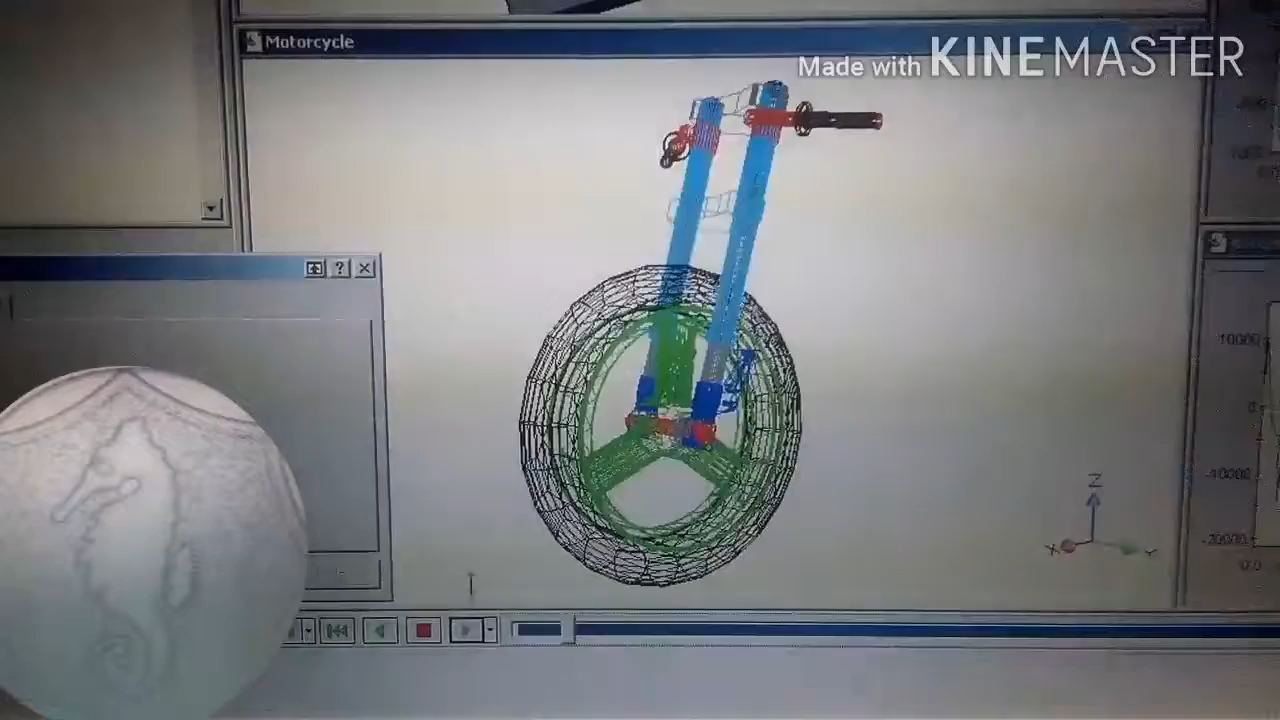 Motorcycle
Made with KINEMASTER
?
10000
0
-10000
-20000
0.0
Z
X
Y